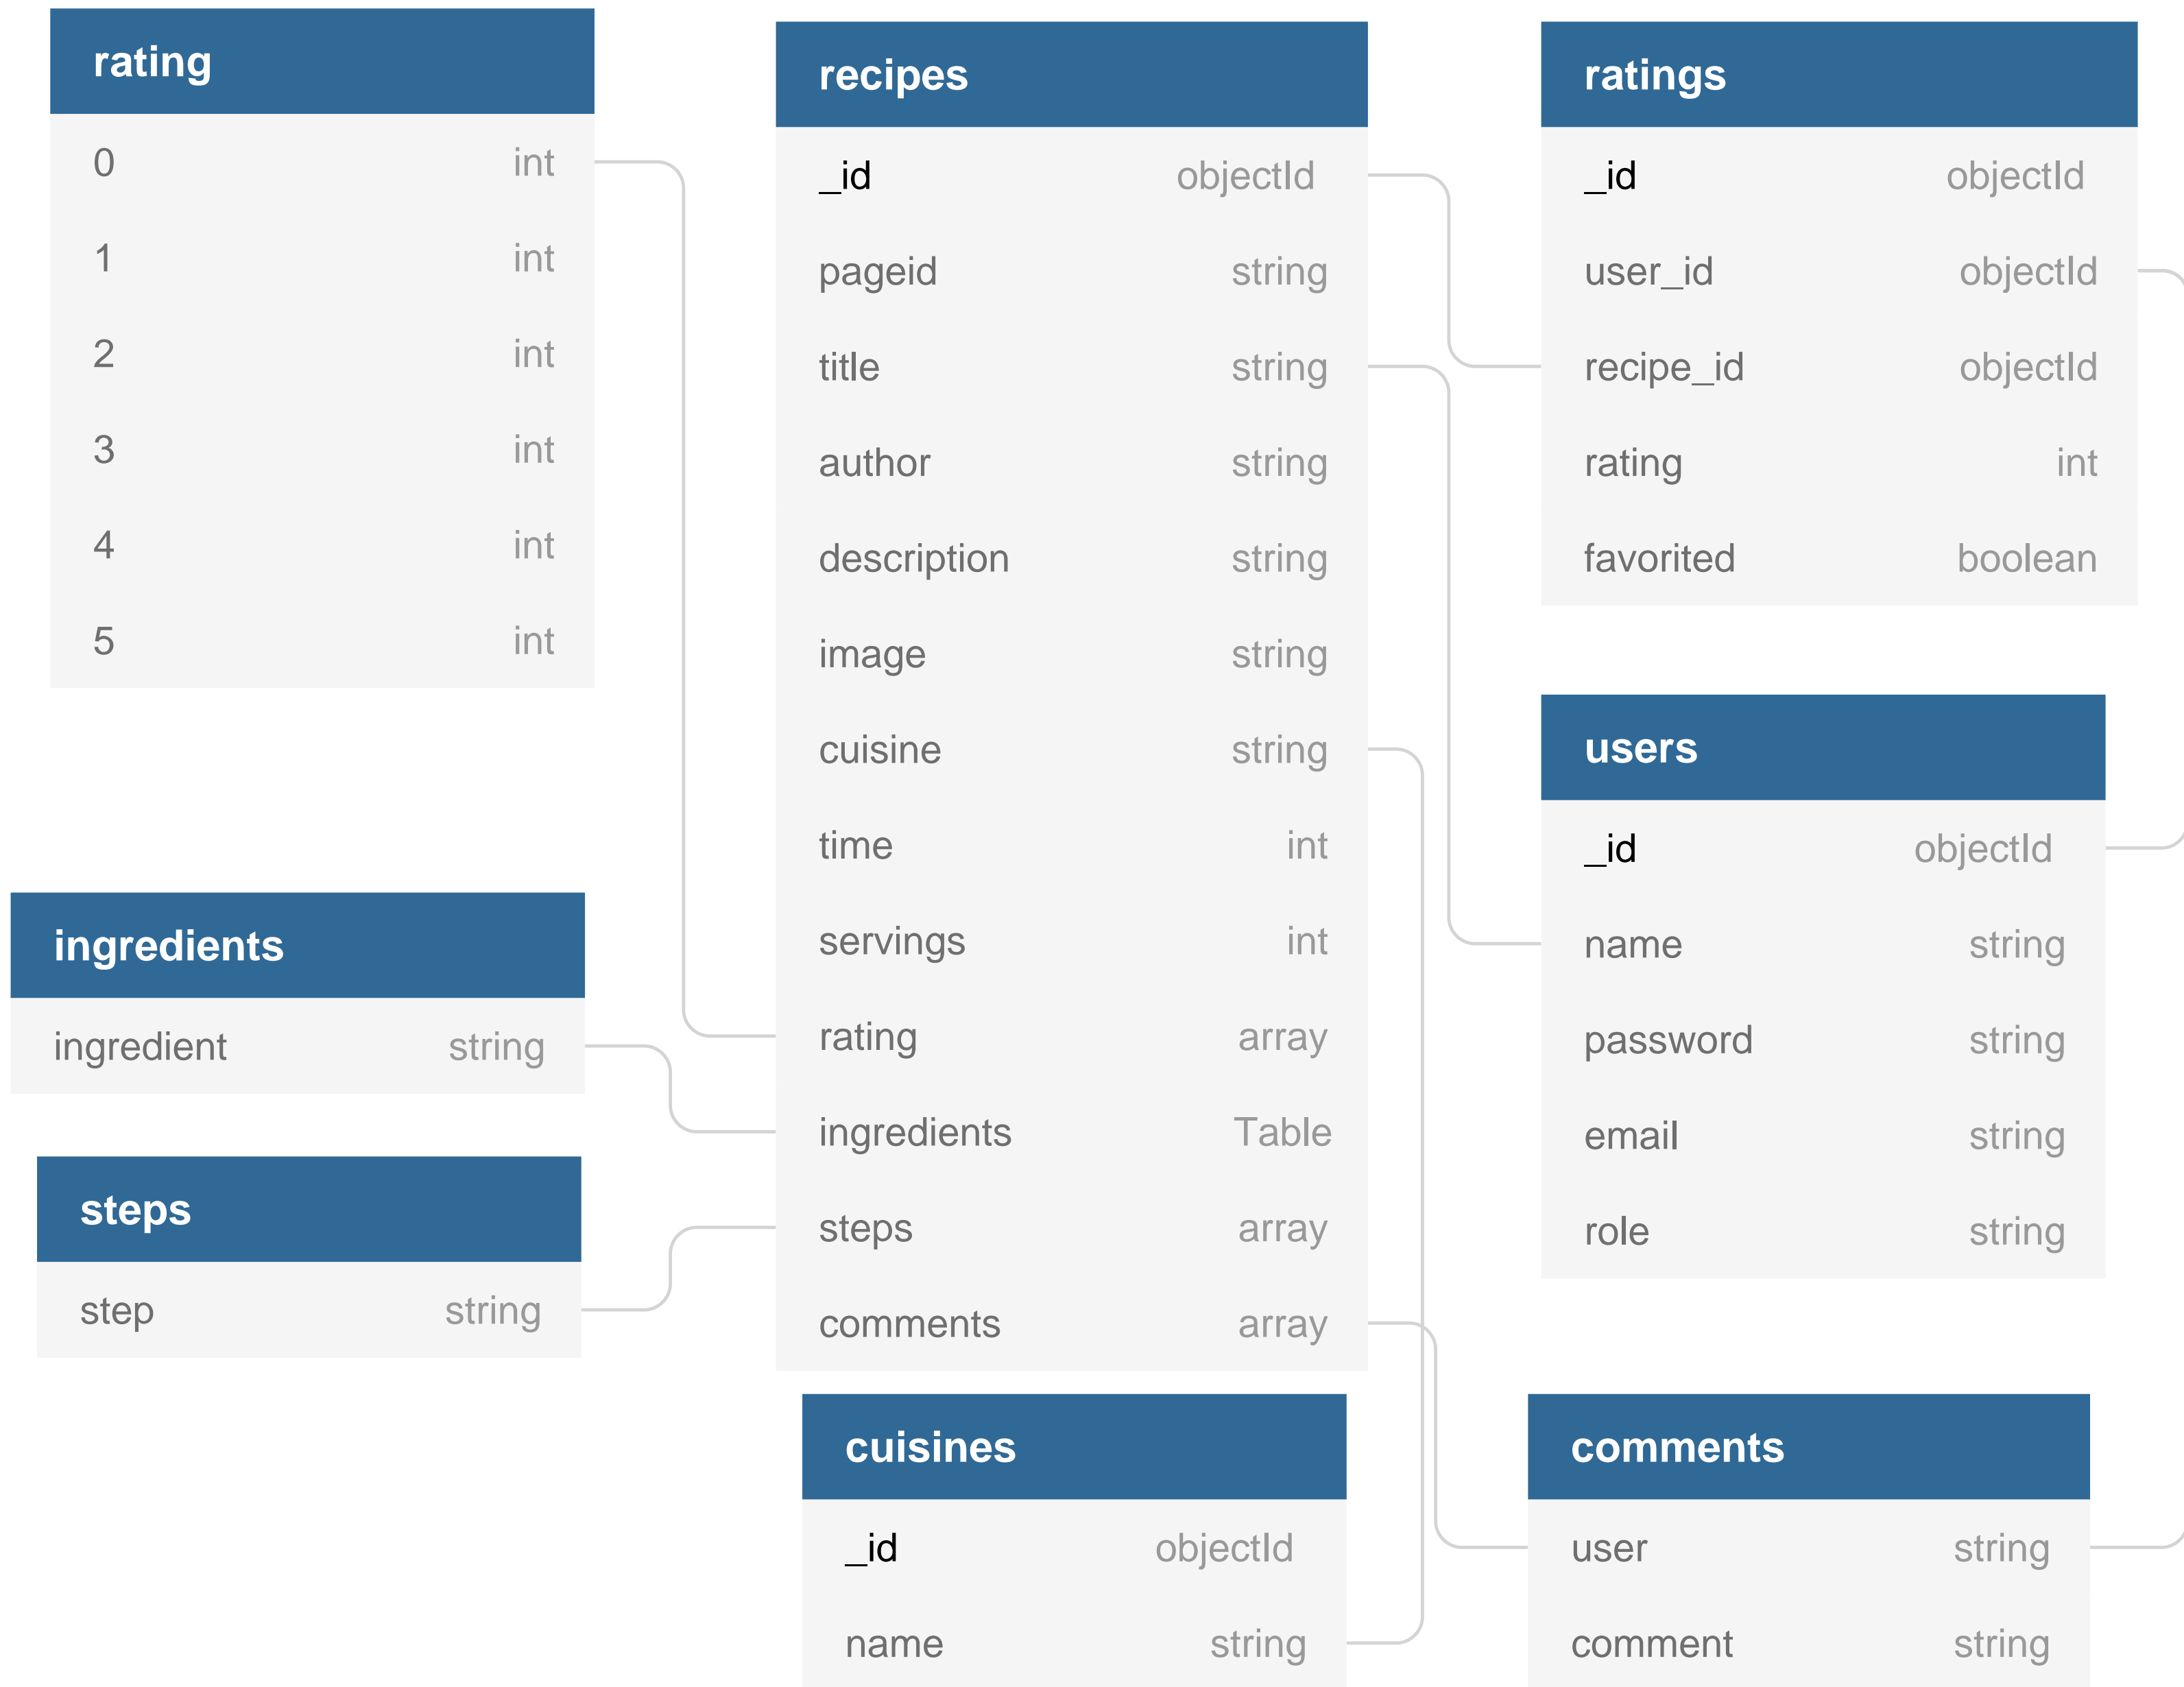 rating
0 int
1 int
2 int
3 int
4 int
5 int
ingredients
ingredient string
steps
step string
recipes
_id objectId
pageid string
title string
author string
description string
image string
cuisine string
time int
servings int
rating array
ingredients Table
steps array
comments array
cuisines
_id objectId
name string
ratings
_id objectId
user_id objectId
recipe_id objectId
rating int
favorited boolean
users
_id objectId
name string
password string
email string
role string
comments
user string
comment string